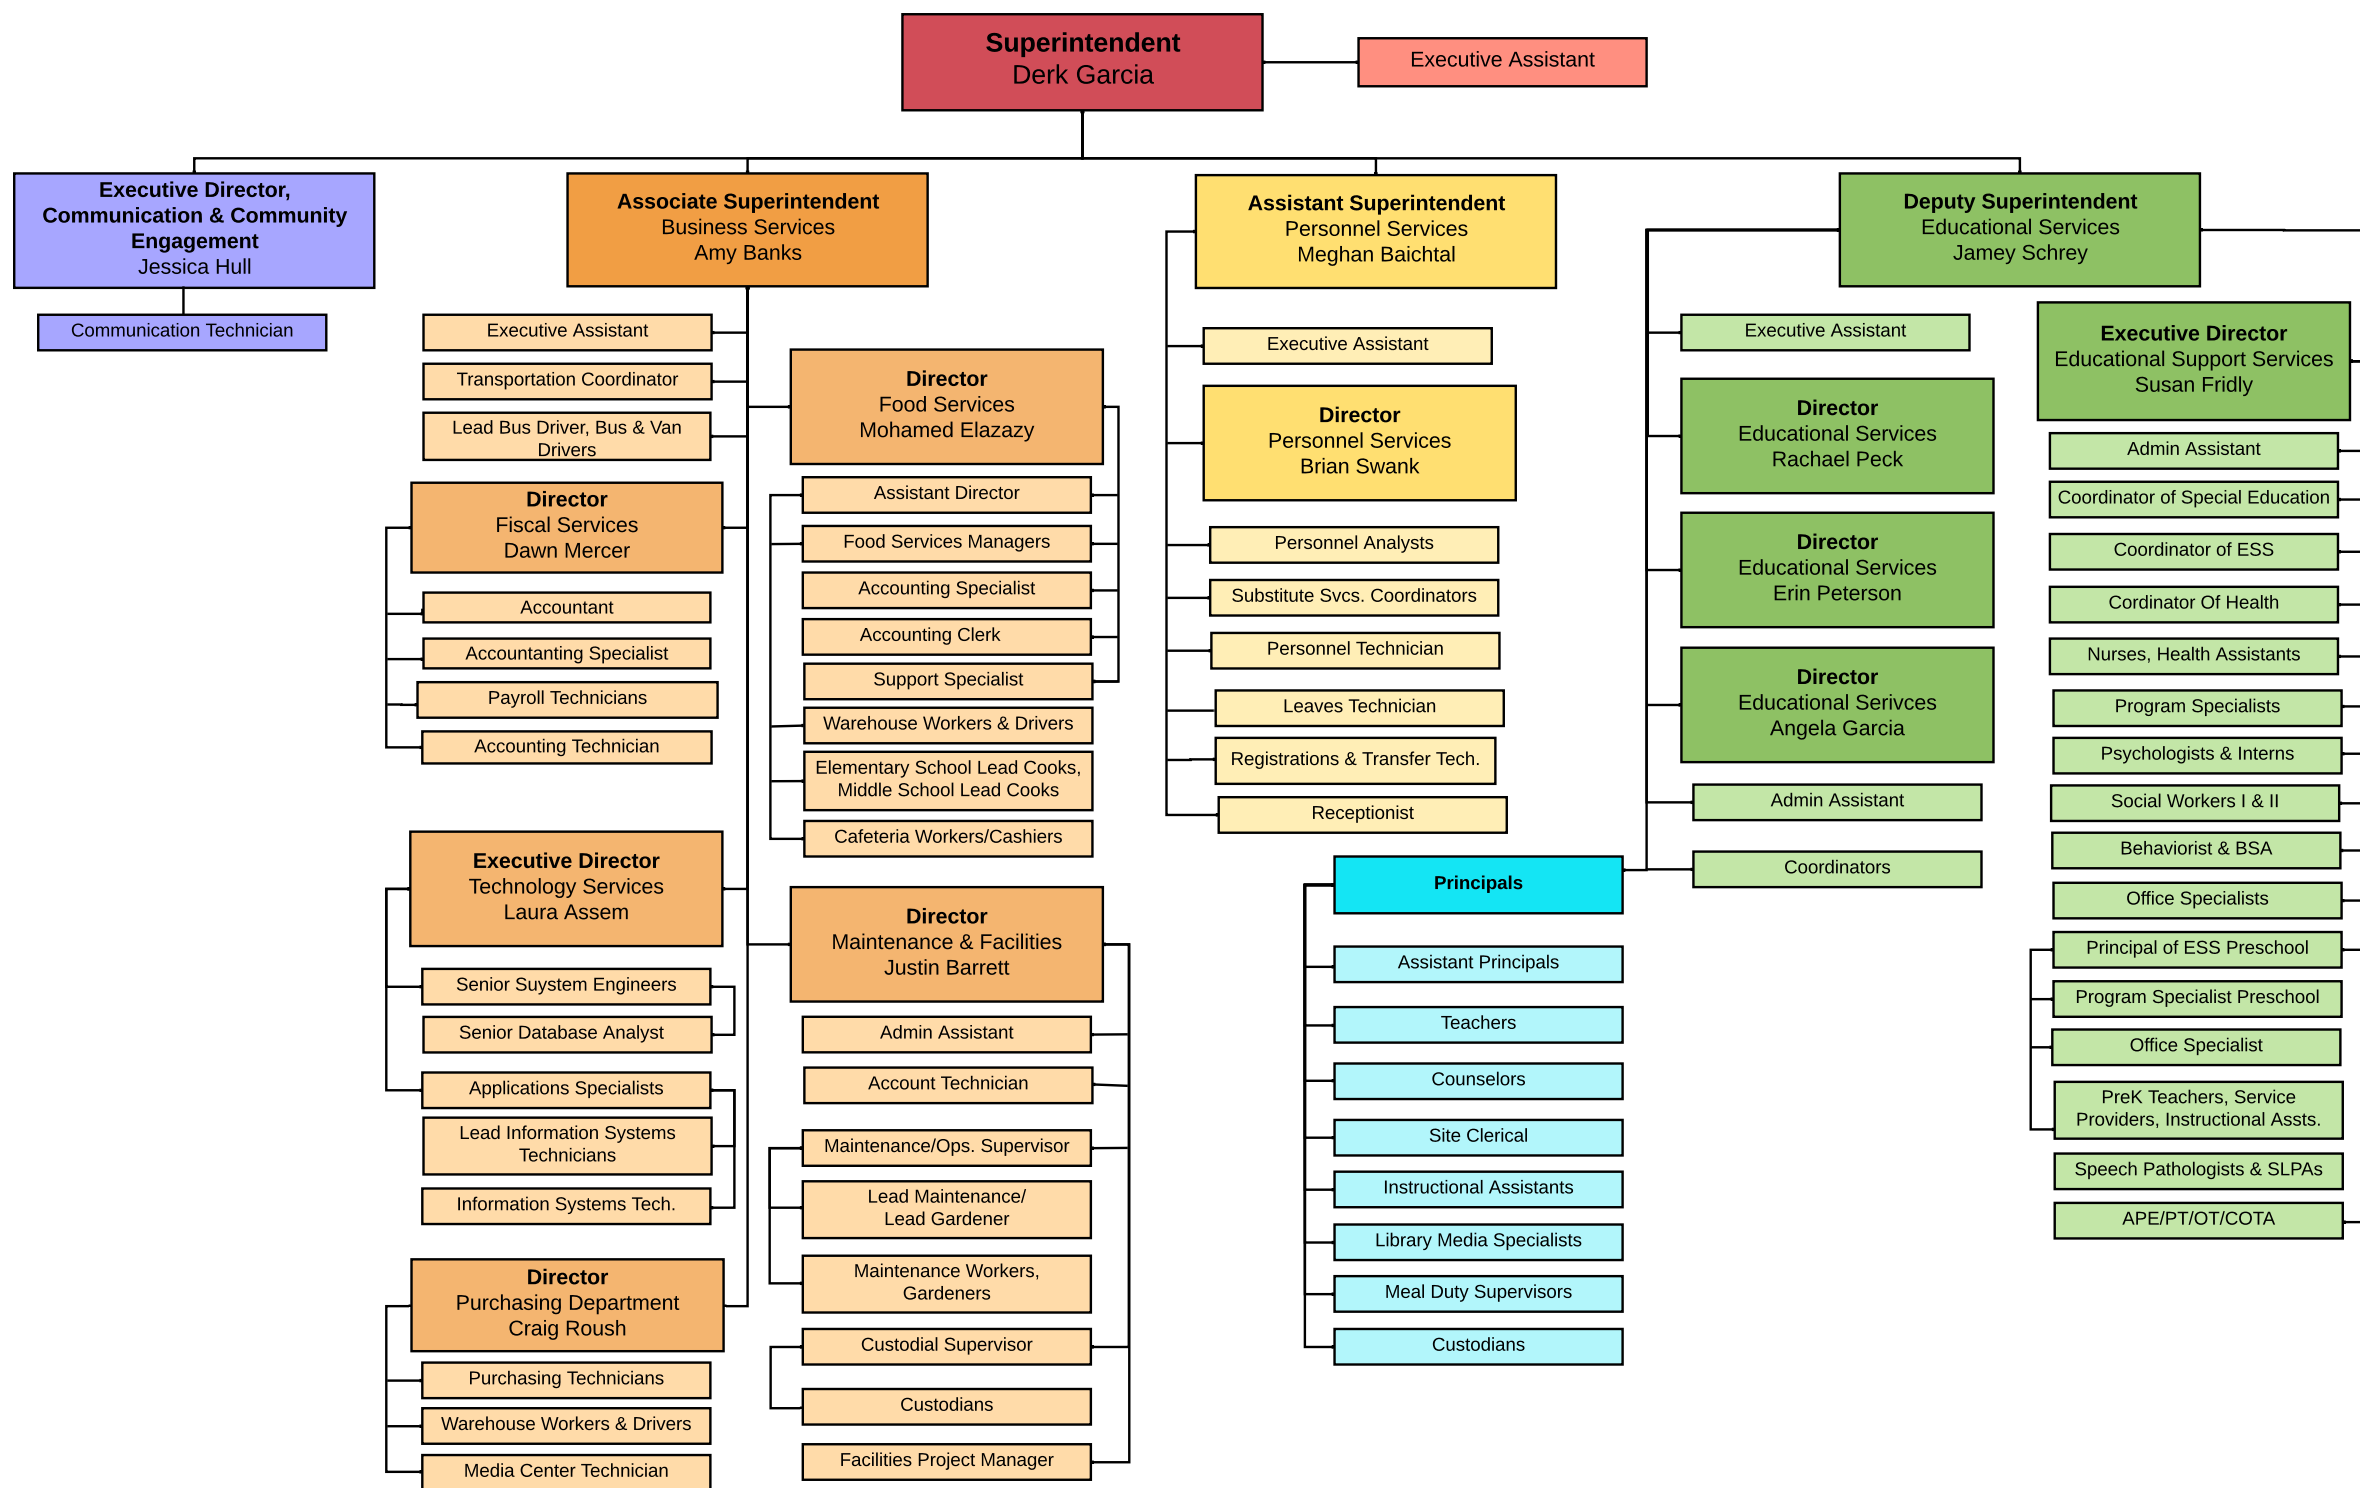 Superintendent
Derk Garcia
Executive Assistant
Executive Director,
Communication & Community
Engagement
Jessica Hull
Communication Technician
Associate Superintendent
Business Services
Amy Banks
Executive Assistant
Transportation Coordinator
Lead Bus Driver, Bus & Van
Drivers
Director
Fiscal Services
Dawn Mercer
Accountant
Accountanting Specialist
Payroll Technicians
Accounting Technician
Executive Director
Technology Services
Laura Assem
Senior Suystem Engineers
Senior Database Analyst
Applications Specialists
Lead Information Systems
Technicians
Information Systems Tech.
Director
Purchasing Department
Craig Roush
Purchasing Technicians
Warehouse Workers & Drivers
Media Center Technician
Director
Food Services
Mohamed Elazazy
Assistant Director
Food Services Managers
Accounting Specialist
Accounting Clerk
Support Specialist
Warehouse Workers & Drivers
Elementary School Lead Cooks,
Middle School Lead Cooks
Cafeteria Workers/Cashiers
Director
Maintenance & Facilities
Justin Barrett
Admin Assistant
Account Technician
Maintenance/Ops. Supervisor
Lead Maintenance/
Lead Gardener
Maintenance Workers,
Gardeners
Custodial Supervisor
Custodians
Facilities Project Manager
Assistant Superintendent
Personnel Services
Meghan Baichtal
Executive Assistant
Director
Personnel Services
Brian Swank
Personnel Analysts
Substitute Svcs. Coordinators
Personnel Technician
Leaves Technician
Registrations & Transfer Tech.
Receptionist
Principals
Assistant Principals
Teachers
Counselors
Site Clerical
Instructional Assistants
Library Media Specialists
Meal Duty Supervisors
Custodians
Deputy Superintendent
Educational Services
Jamey Schrey
Executive Assistant
Director
Educational Services
Rachael Peck
Director
Educational Services
Erin Peterson
Director
Educational Serivces
Angela Garcia
Admin Assistant
Coordinators
Executive Director
Educational Support Services
Susan Fridly
Admin Assistant
Coordinator of Special Education
Coordinator of ESS
Cordinator Of Health
Nurses, Health Assistants
Program Specialists
Psychologists & Interns
Social Workers I & II
Behaviorist & BSA
Office Specialists
Principal of ESS Preschool
Program Specialist Preschool
Office Specialist
PreK Teachers, Service
Providers, Instructional Assts.
Speech Pathologists & SLPAs
APE/PT/OT/COTA